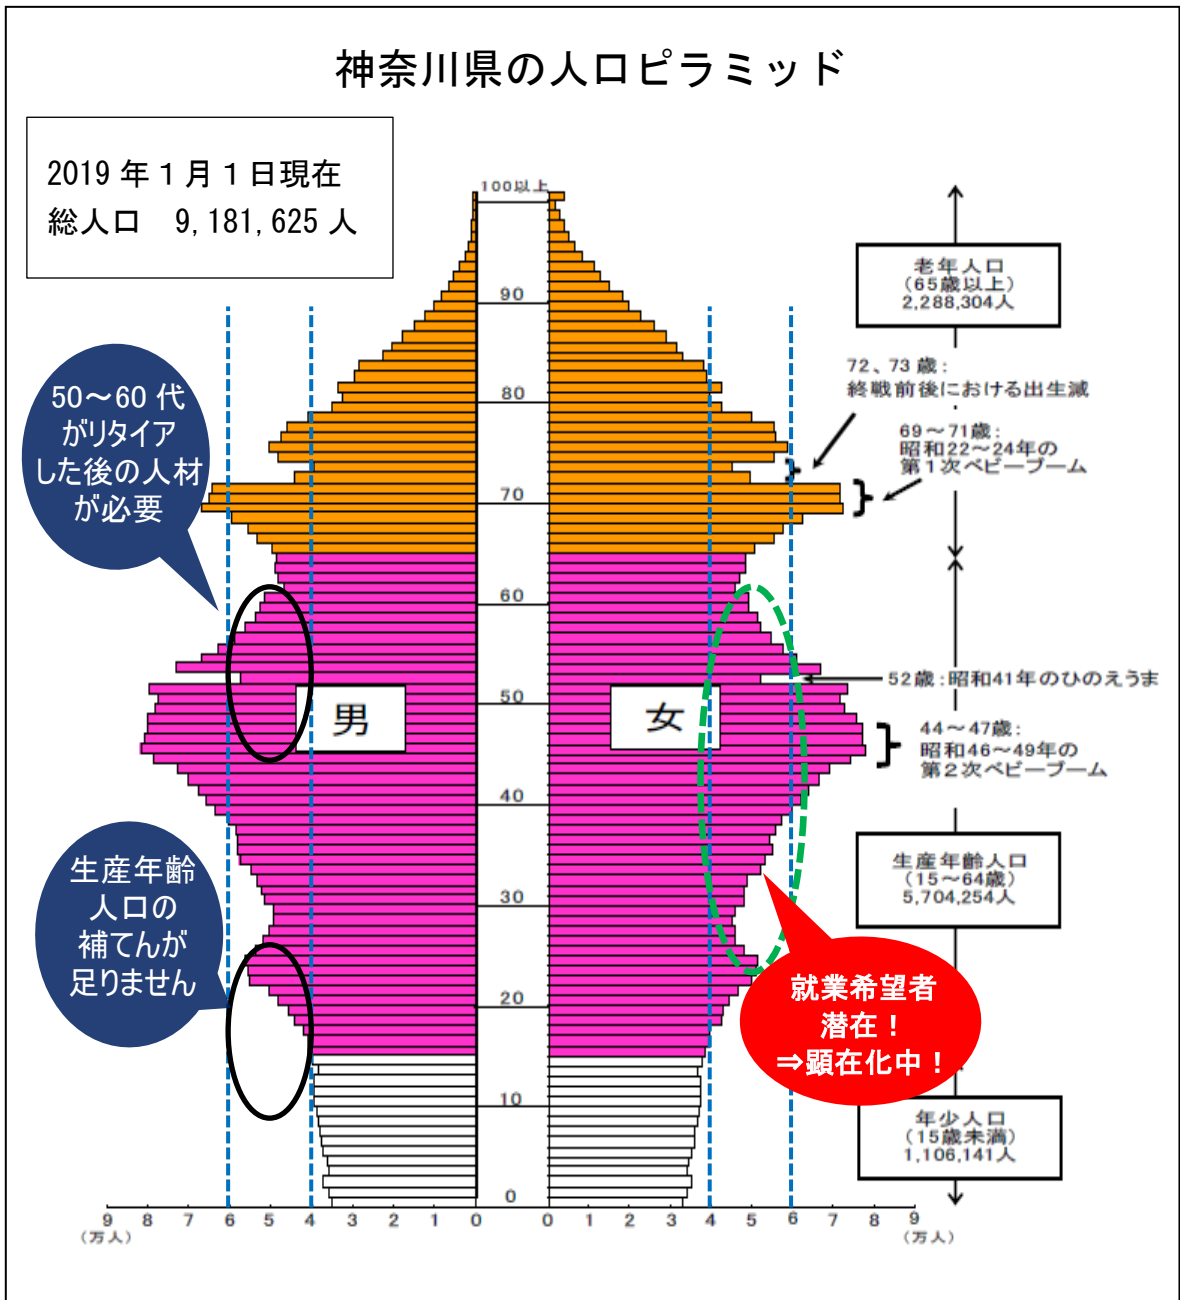 神奈川県の人口ピラミッド
2019 年 1 月 1 日現在
総人口　9,181,625 人
100以上
90
80
70
60
50
40
30
20
10
0
男
女
50～60 代
がリタイア
した後の人材
が必要
生産年齢
人口の
補てんが
足りません
老年人口
(65歳以上)
2,288,304人
72、73 歳:
終戦前後における出生減
69～71歳:
昭和22～24年の
第1次ベビーブーム
52歳:昭和41年のひのえうま
44～47歳:
昭和46～49年の
第2次ベビーブーム
生産年齢人口
(15～64歳)
5,704,254人
就業希望者
潜在！
⇒顕在化中！
年少人口
(15歳未満)
1,106,141人
9 8 7 6 5 4 3 2 1 0
0 1 2 3 4 5 6 7 8 9
(万人)
(万人)